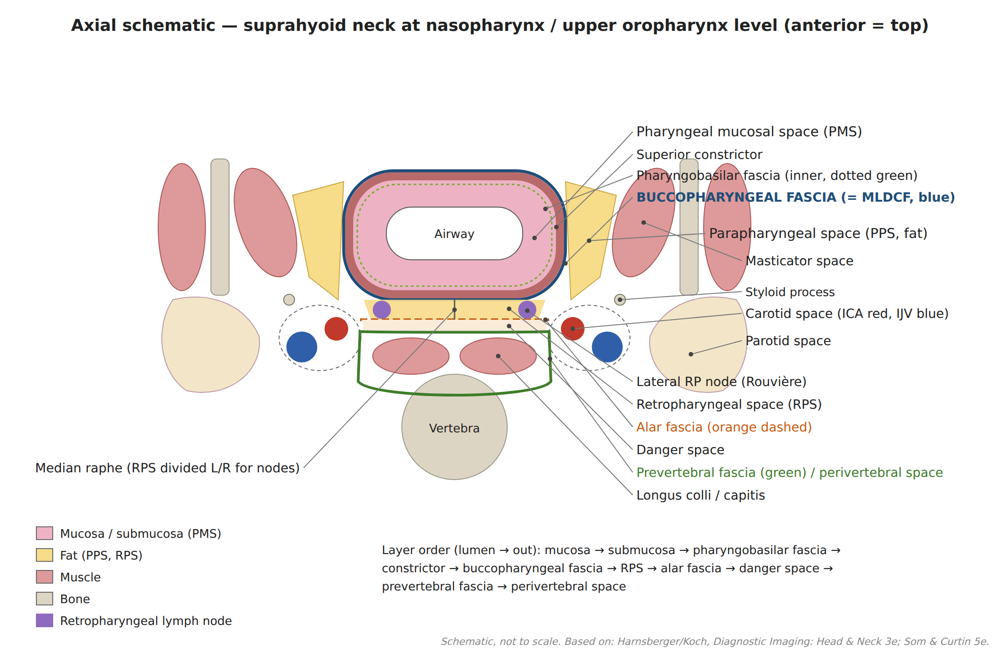 Axial schematic — suprahyoid neck at nasopharynx / upper oropharynx level (anterior = top)
Pharyngeal mucosal space (PMS)
Superior constrictor
Pharyngobasilar fascia (inner, dotted green)
BUCCOPHARYNGEAL FASCIA (= MLDCF, blue)
Airway
Parapharyngeal space (PPS, fat)
Masticator space
Styloid process
Carotid space (ICA red, IJV blue)
Parotid space
Lateral RP node (Rouvière)
Retropharyngeal space (RPS)
Alar fascia (orange dashed)
Vertebra
Danger space
Median raphe (RPS divided L/R for nodes)
Prevertebral fascia (green) / perivertebral space
Longus colli / capitis
Mucosa / submucosa (PMS)
Fat (PPS, RPS)
Muscle
Bone
Retropharyngeal lymph node
Layer order (lumen → out): mucosa → submucosa → pharyngobasilar fascia →
constrictor → buccopharyngeal fascia → RPS → alar fascia → danger space →
prevertebral fascia → perivertebral space
Schematic, not to scale. Based on: Harnsberger/Koch, Diagnostic Imaging: Head & Neck 3e; Som & Curtin 5e.